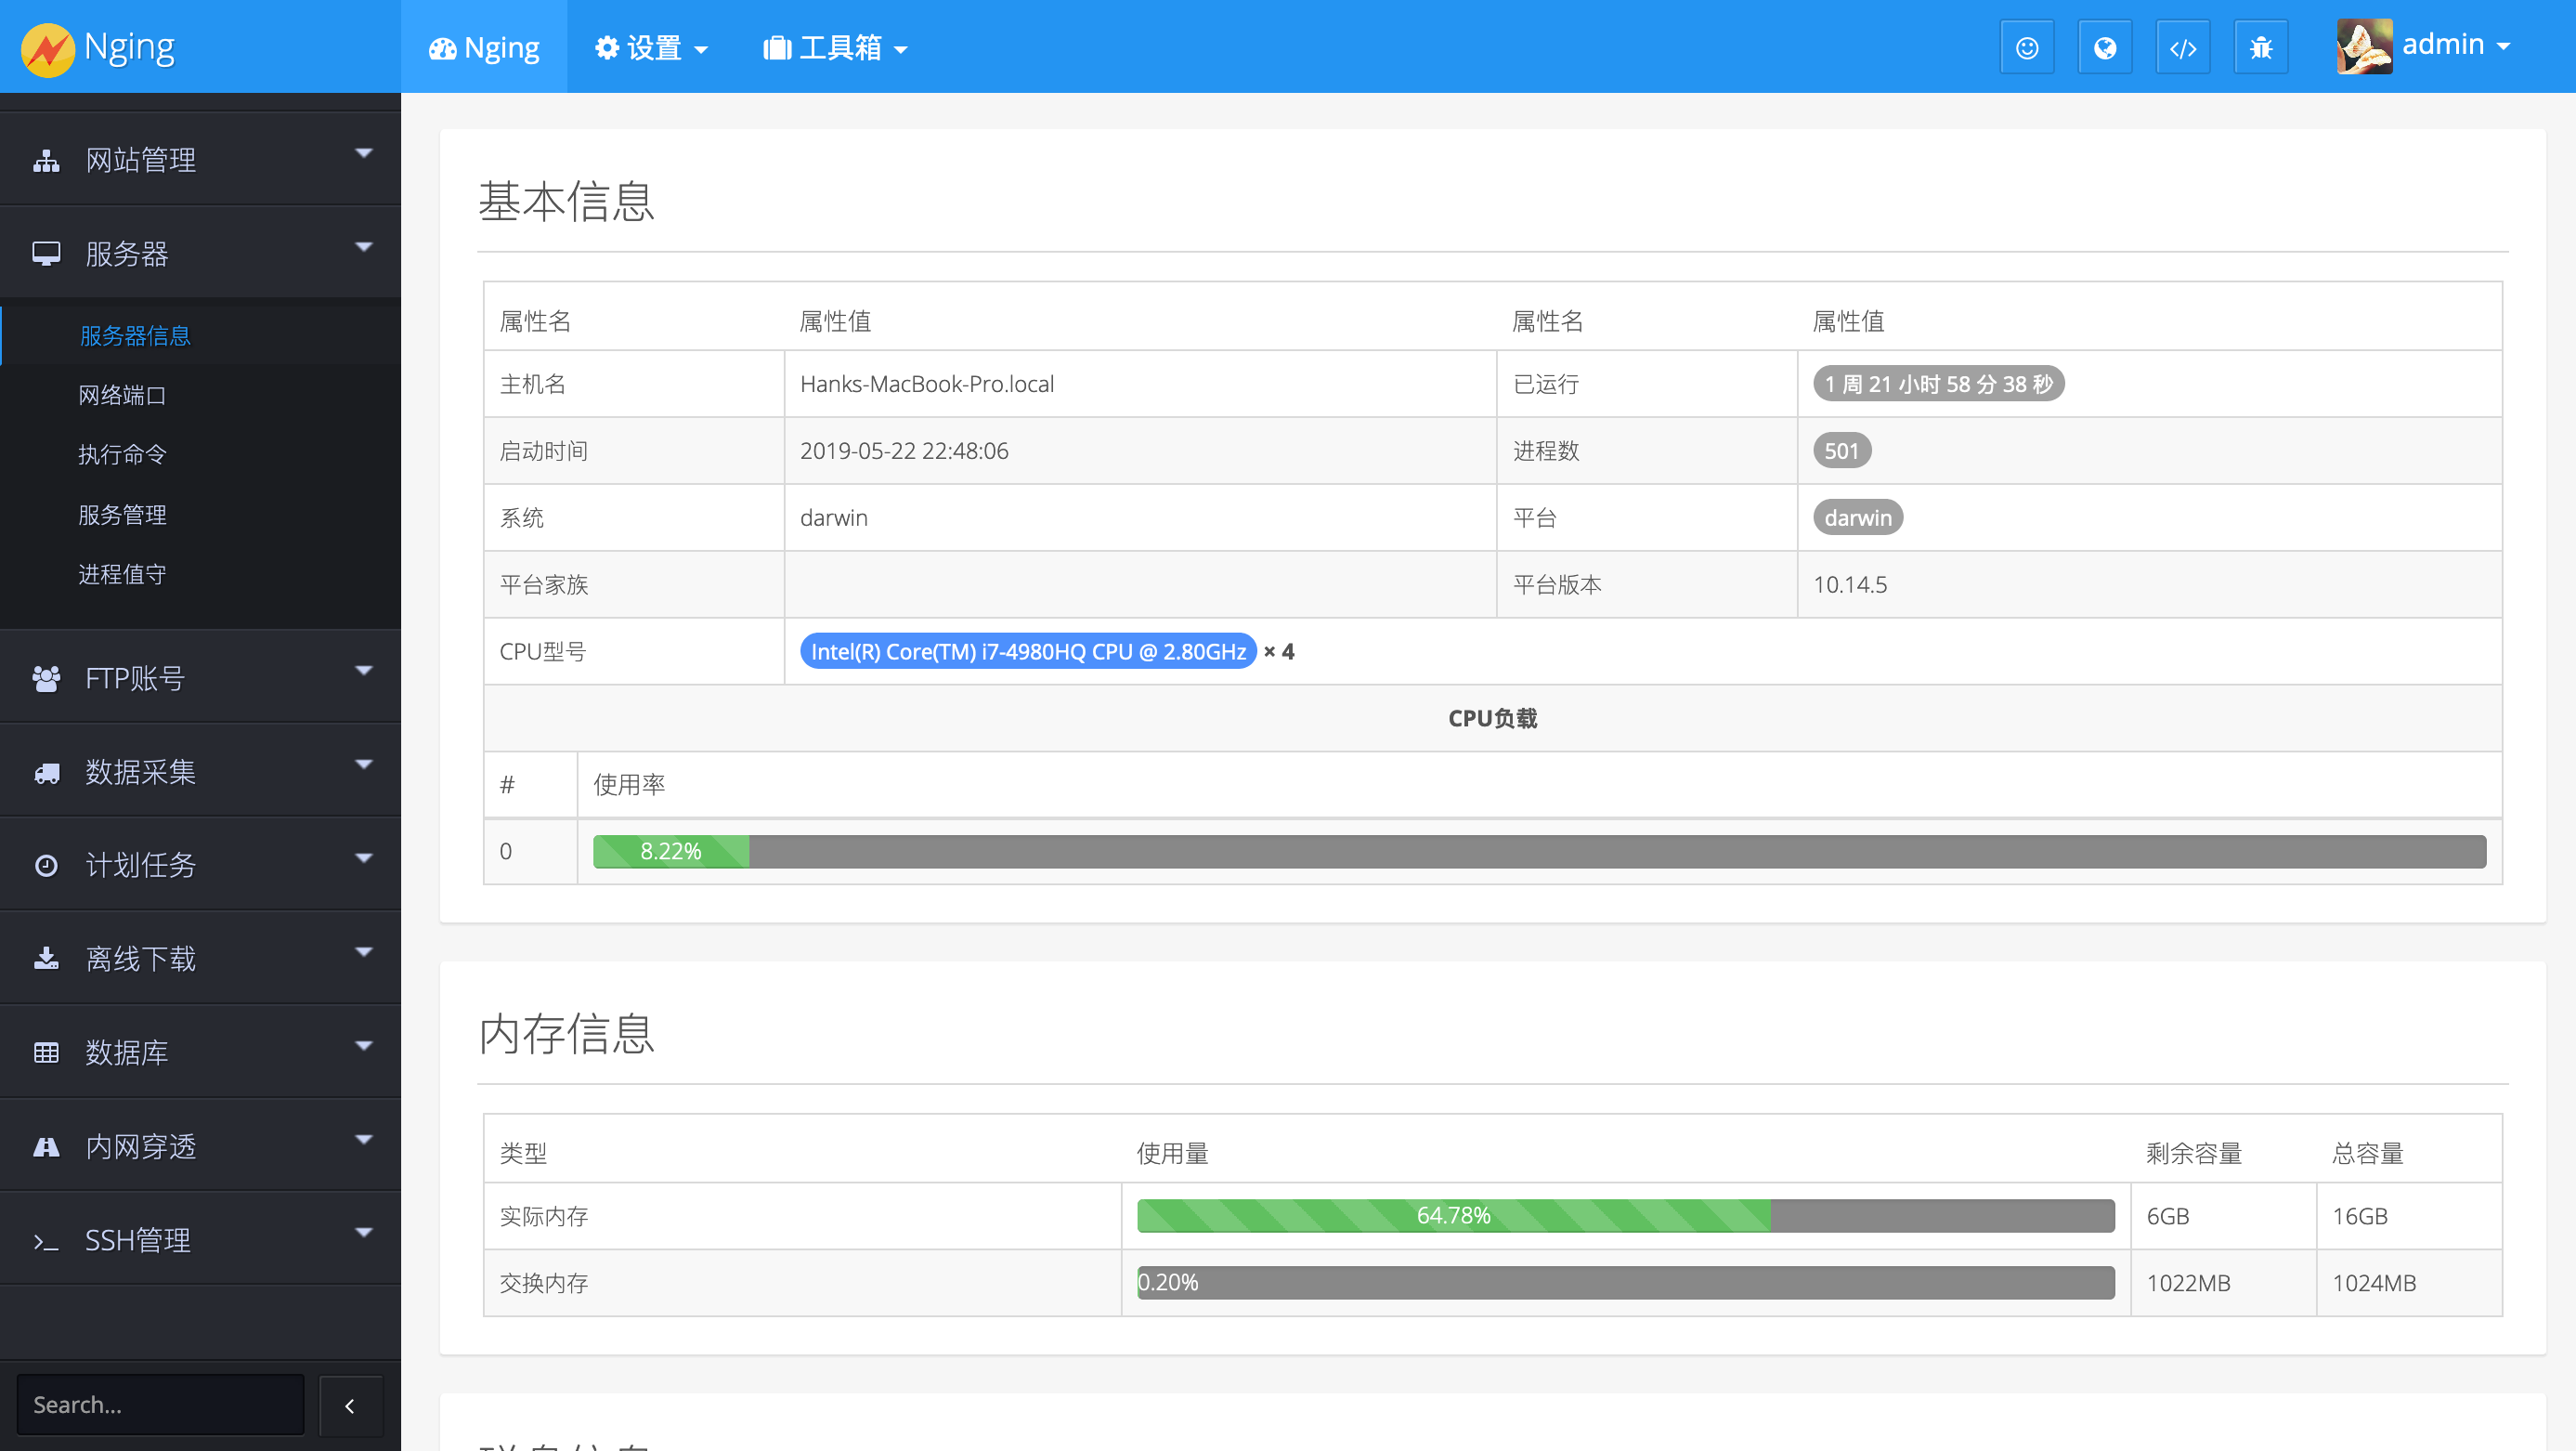 Nging
Nging 设置 工具箱
admin
网站管理
服务器
服务器信息
网络端口
执行命令
服务管理
进程值守
FTP账号
数据采集
计划任务
离线下载
数据库
内网穿透
SSH管理
Search...
基本信息
属性名 属性值 属性名 属性值
主机名 Hanks-MacBook-Pro.local 已运行 1 周 21 小时 58 分 38 秒
启动时间 2019-05-22 22:48:06 进程数 501
系统 darwin 平台 darwin
平台家族 平台版本 10.14.5
CPU型号 Intel(R) Core(TM) i7-4980HQ CPU @ 2.80GHz × 4
CPU负载
# 使用率
0 8.22%
内存信息
类型 使用量 剩余容量 总容量
实际内存 64.78% 6GB 16GB
交换内存 0.20% 1022MB 1024MB